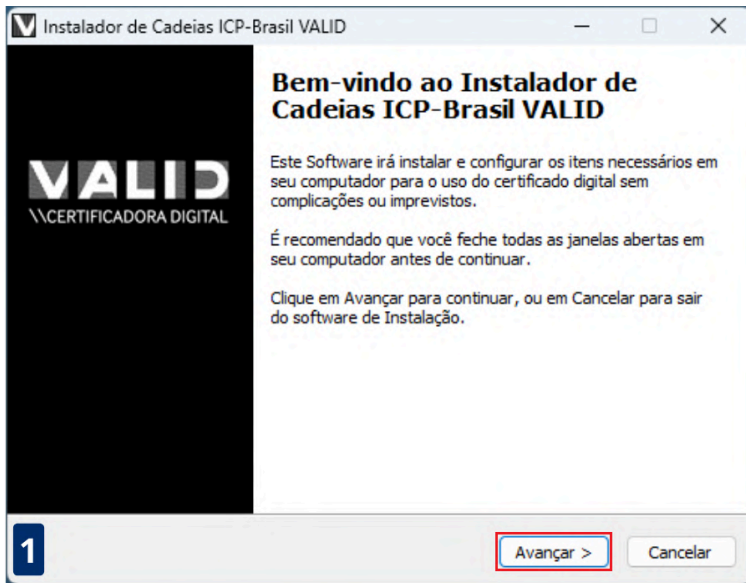 Instalador de Cadeias ICP-Brasil VALID
Bem-vindo ao Instalador de
Cadeias ICP-Brasil VALID
Este Software irá instalar e configurar os itens necessários em
seu computador para o uso do certificado digital sem
complicações ou imprevistos.
É recomendado que você feche todas as janelas abertas em
seu computador antes de continuar.
Clique em Avançar para continuar, ou em Cancelar para sair
do software de Instalação.
VALID
\\CERTIFICADORA DIGITAL
1
Avançar >
Cancelar